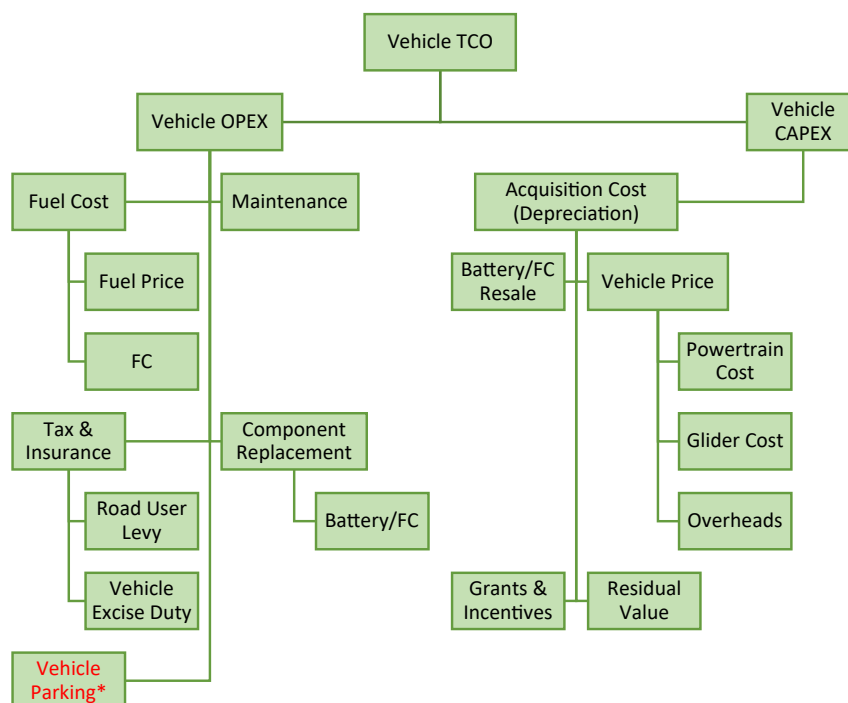 Vehicle TCO
Vehicle OPEX
Vehicle
CAPEX
Fuel Cost
Maintenance
Acquisition Cost
(Depreciation)
Fuel Price
Battery/FC
Resale
Vehicle Price
FC
Powertrain
Cost
Tax &
Insurance
Component
Replacement
Glider Cost
Road User
Levy
Battery/FC
Overheads
Vehicle
Excise Duty
Grants &
Incentives
Residual
Value
Vehicle
Parking*